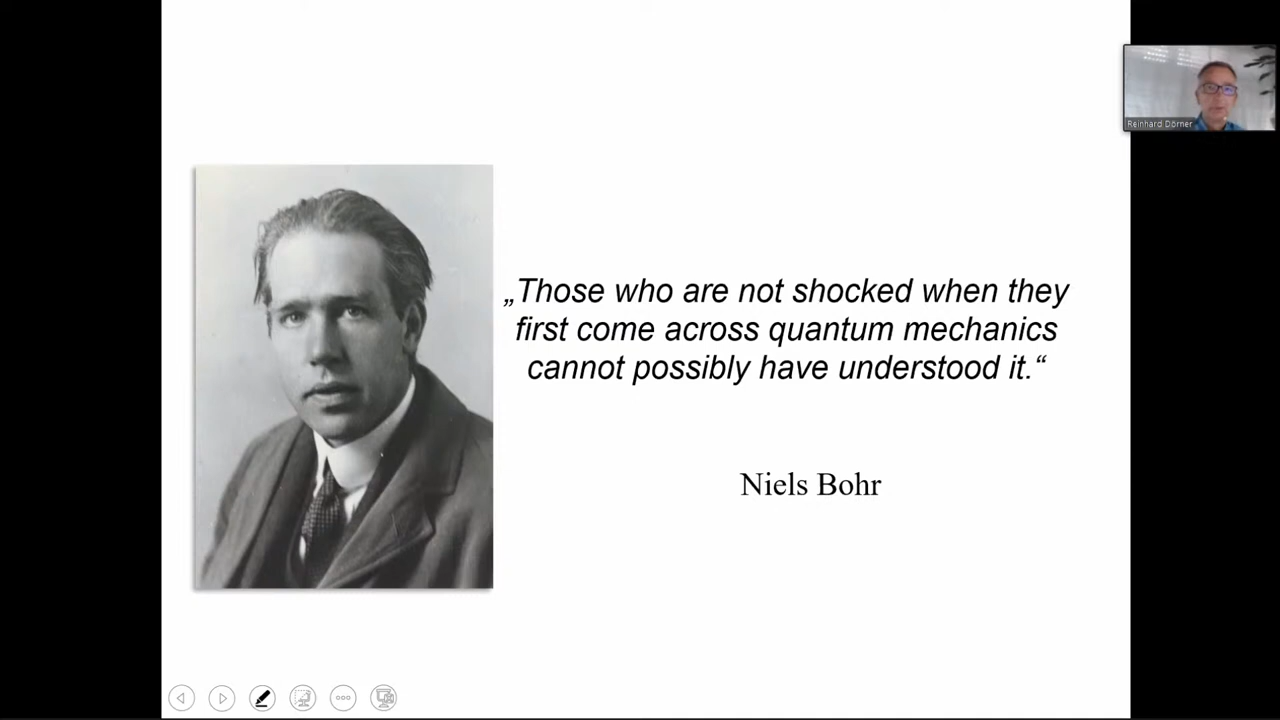 Reinhard Dörner
„Those who are not shocked when they
first come across quantum mechanics
cannot possibly have understood it.“
Niels Bohr